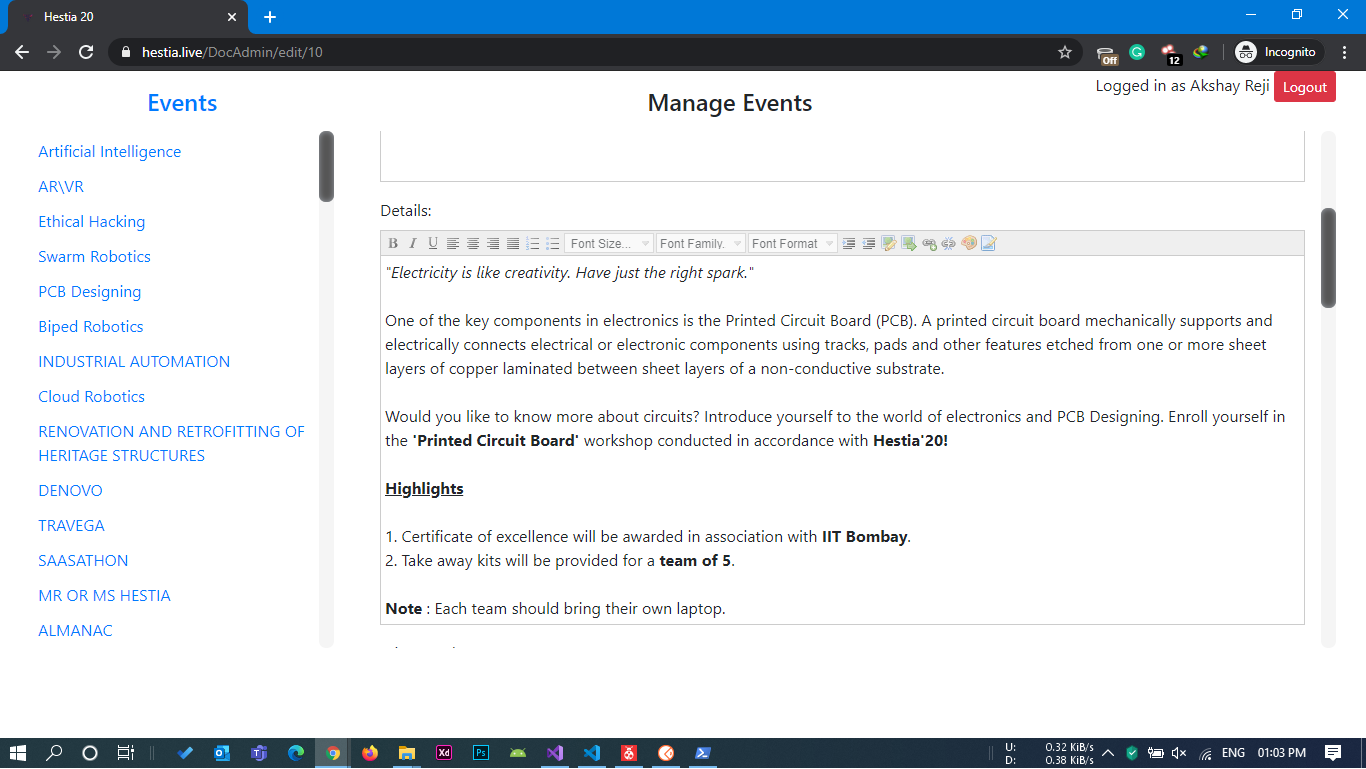 Hestia 20
hestia.live/DocAdmin/edit/10
Off
12
Incognito
Events
Manage Events
Logged in as Akshay Reji
Logout
Artificial Intelligence
AR\VR
Ethical Hacking
Swarm Robotics
PCB Designing
Biped Robotics
INDUSTRIAL AUTOMATION
Cloud Robotics
RENOVATION AND RETROFITTING OF
HERITAGE STRUCTURES
DENOVO
TRAVEGA
SAASATHON
MR OR MS HESTIA
ALMANAC
Details:
B I U Font Size... Font Family. Font Format
"Electricity is like creativity. Have just the right spark."
One of the key components in electronics is the Printed Circuit Board (PCB). A printed circuit board mechanically supports and
electrically connects electrical or electronic components using tracks, pads and other features etched from one or more sheet
layers of copper laminated between sheet layers of a non-conductive substrate.
Would you like to know more about circuits? Introduce yourself to the world of electronics and PCB Designing. Enroll yourself in
the 'Printed Circuit Board' workshop conducted in accordance with Hestia'20!
Highlights
1. Certificate of excellence will be awarded in association with IIT Bombay.
2. Take away kits will be provided for a team of 5.
Note : Each team should bring their own laptop.
Xd
Ps
U: 0.32 KiB/s
D: 0.38 KiB/s
ENG
01:03 PM